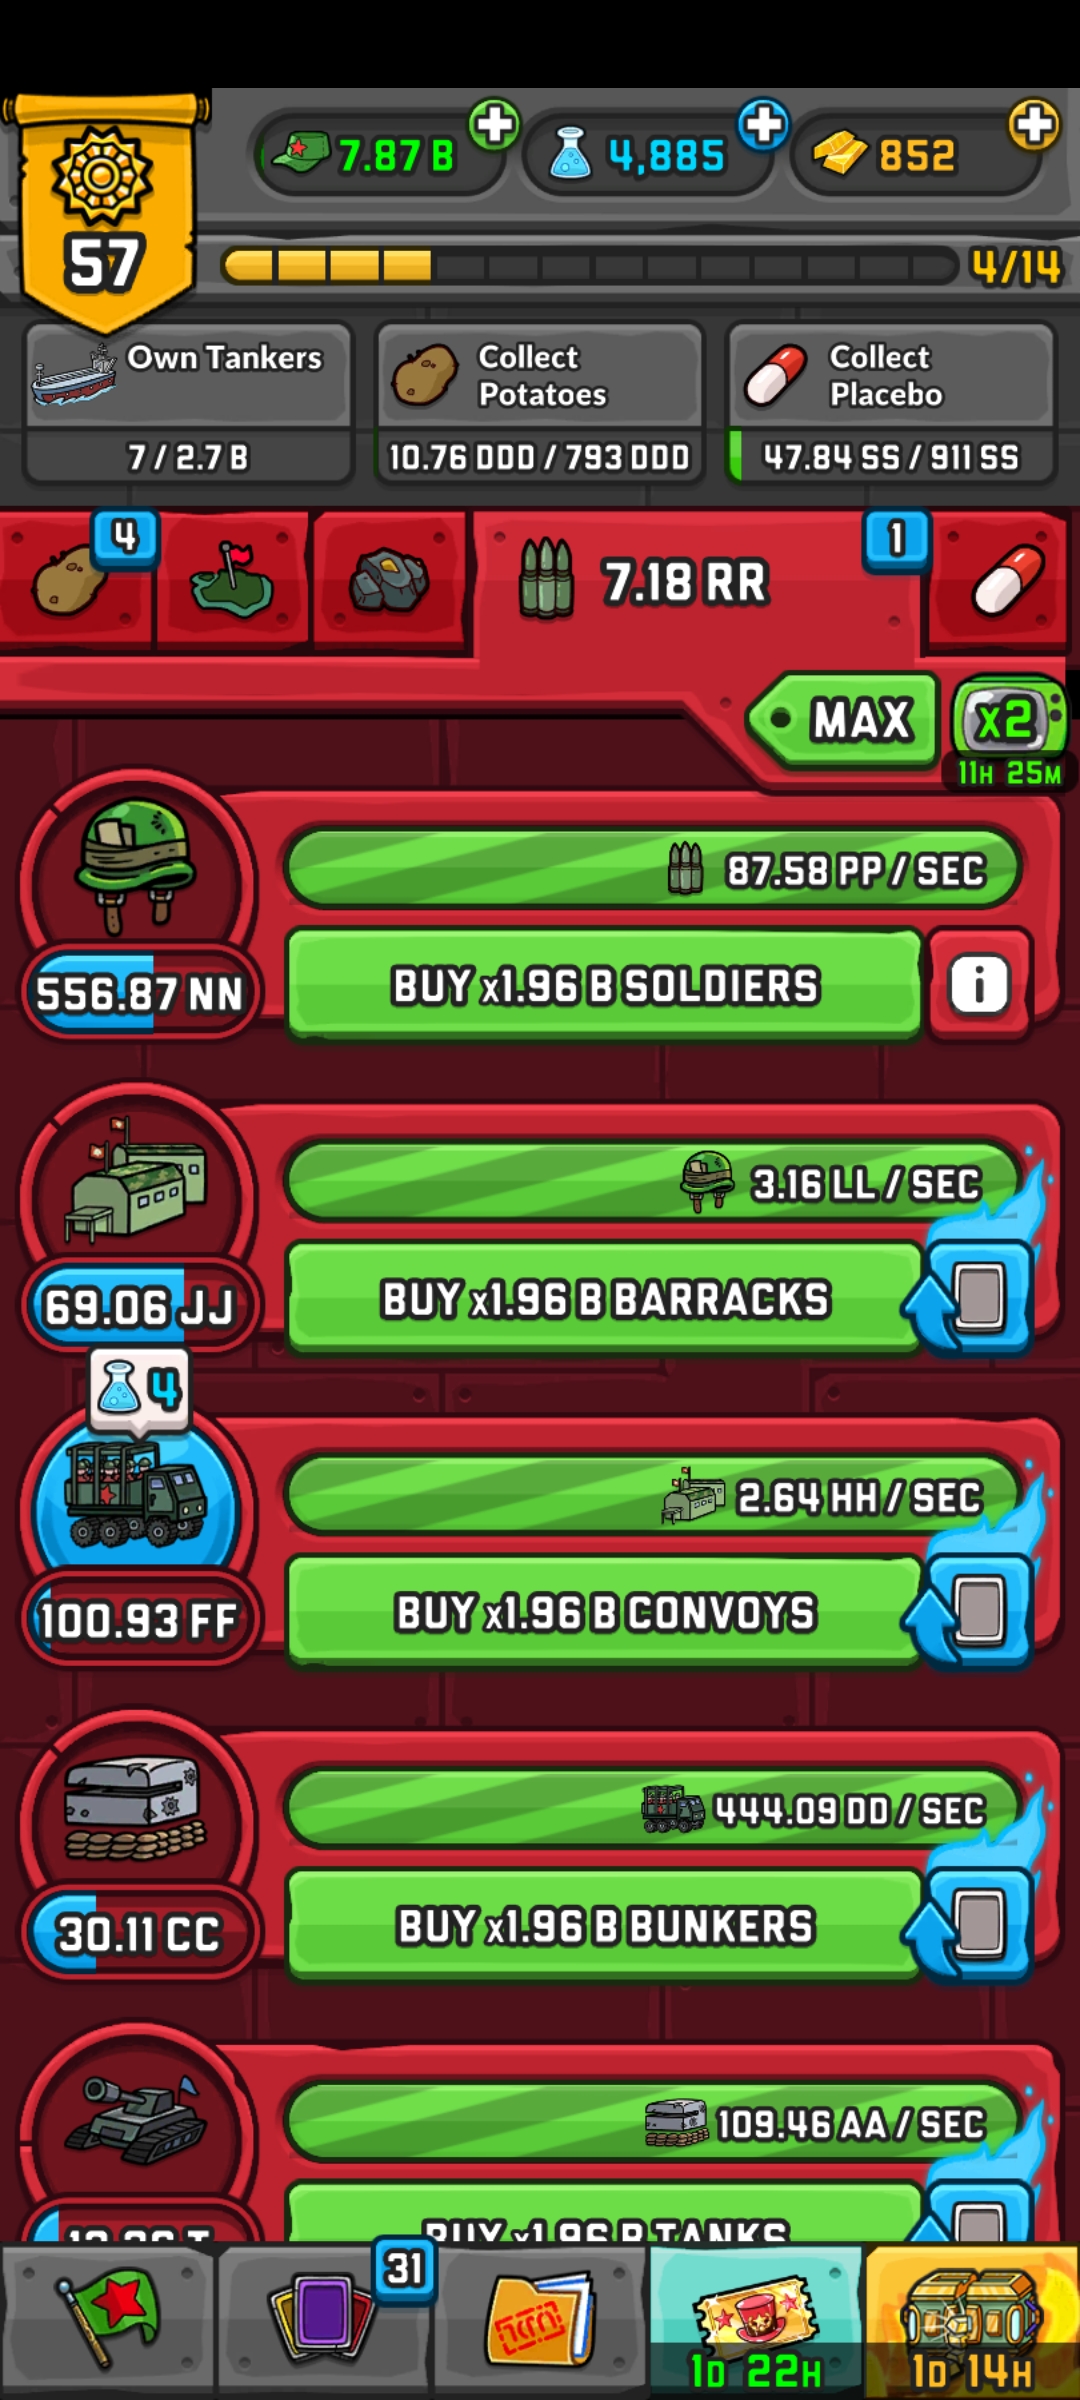 7.87 B
4,885
852
57
4/14
Own Tankers
7 / 2.7 B
Collect
Potatoes
10.76 DDD / 793 DDD
Collect
Placebo
47.84 SS / 911 SS
4
7.18 RR
1
MAX
x2
11H 25M
87.58 PP / SEC
556.87 NN
BUY x1.96 B SOLDIERS
i
3.16 LL / SEC
69.06 JJ
BUY x1.96 B BARRACKS
4
2.64 HH / SEC
100.93 FF
BUY x1.96 B CONVOYS
444.09 DD / SEC
30.11 CC
BUY x1.96 B BUNKERS
109.46 AA / SEC
BUY x1.96 B TANKS
31
1D 22H
1D 14H